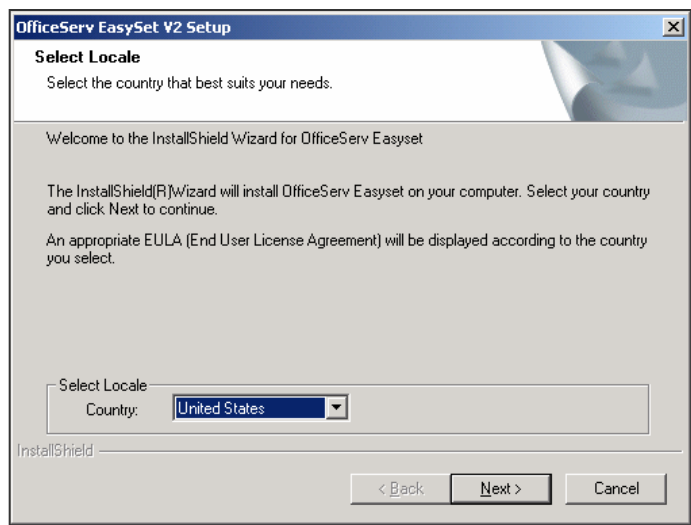 OfficeServ EasySet V2 Setup
Select Locale
Select the country that best suits your needs.
Welcome to the InstallShield Wizard for OfficeServ Easyset
The InstallShield(R)Wizard will install OfficeServ Easyset on your computer. Select your country
and click Next to continue.
An appropriate EULA (End User License Agreement) will be displayed according to the country
you select.
Select Locale
Country: United States
InstallShield
< Back Next > Cancel